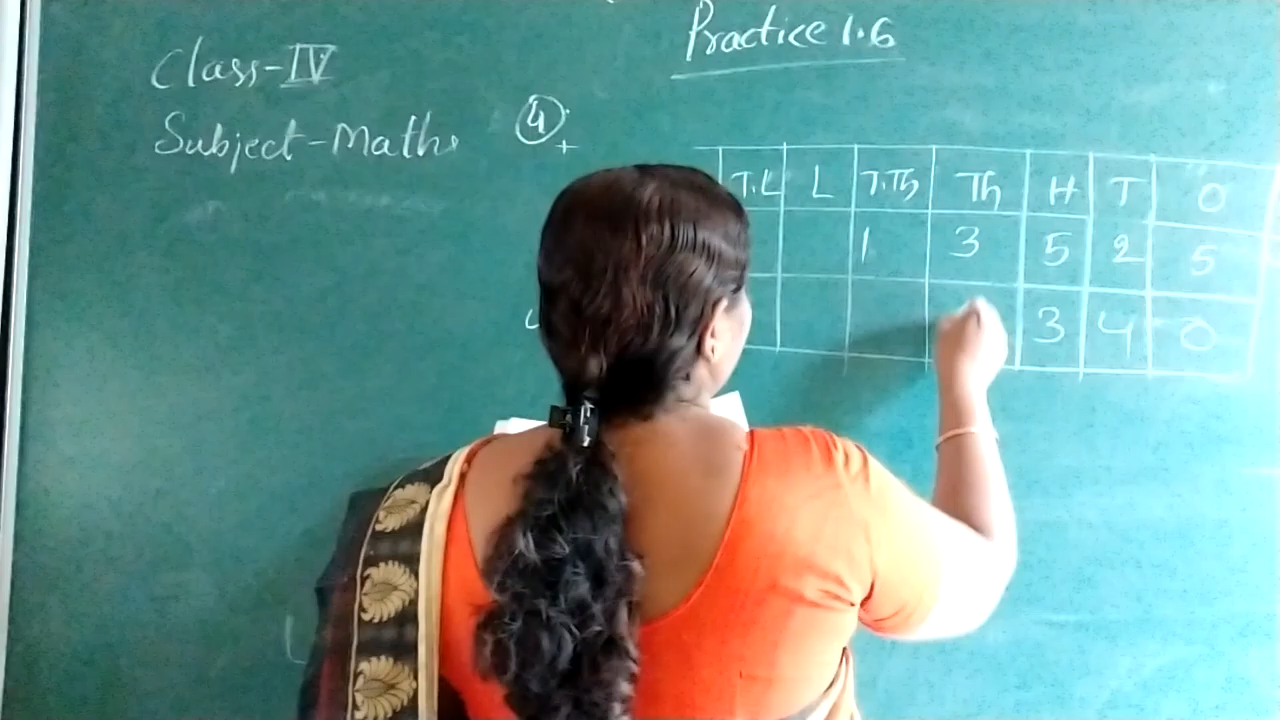 Practice 1.6
Class-IV
Subject-Maths
4
T.L L T.Th Th H T O
1 3 5 2 5
3 4 0